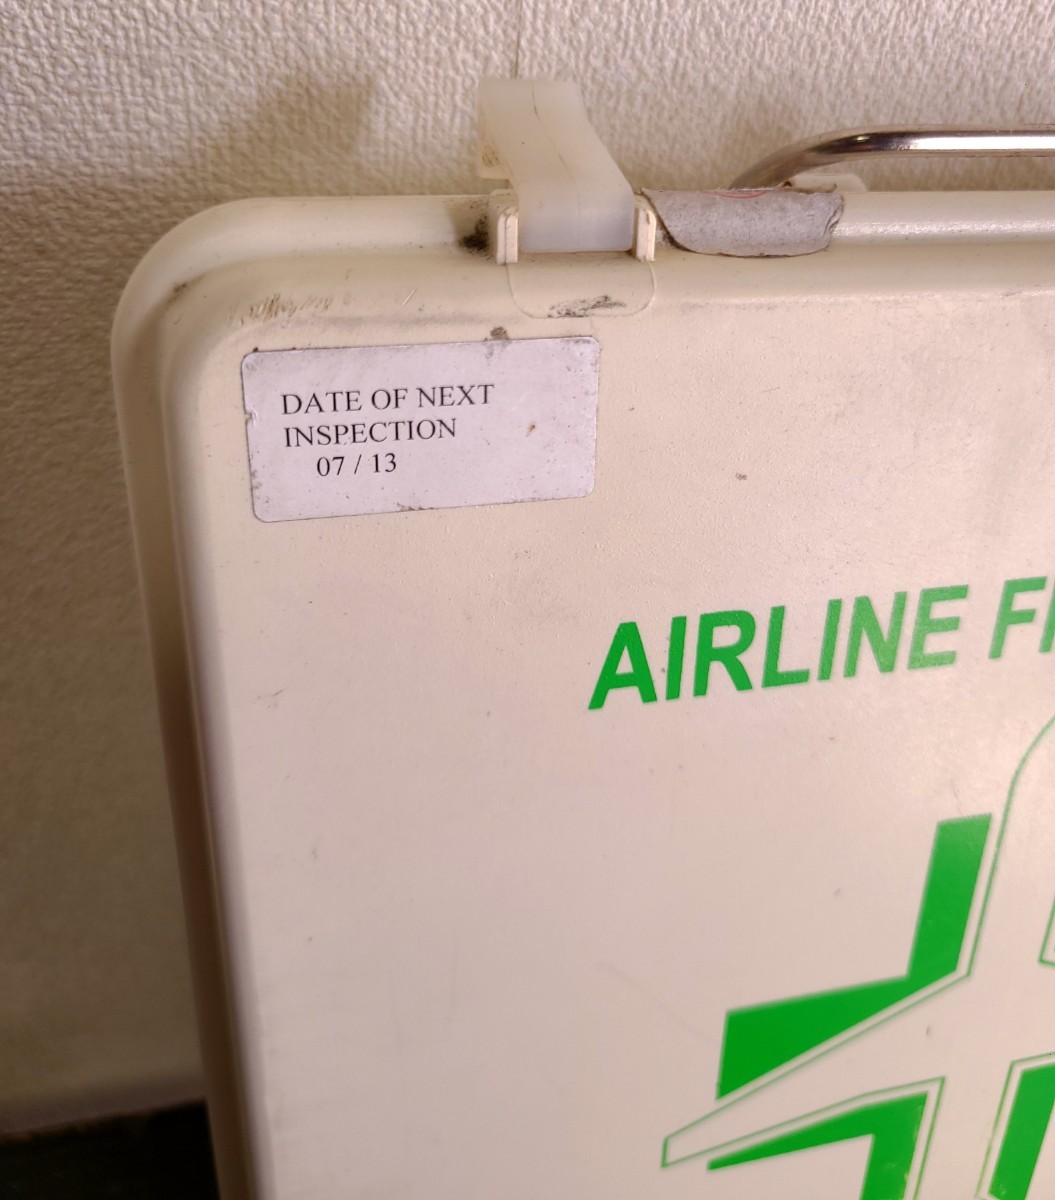 DATE OF NEXT
INSPECTION
07 / 13
AIRLINE